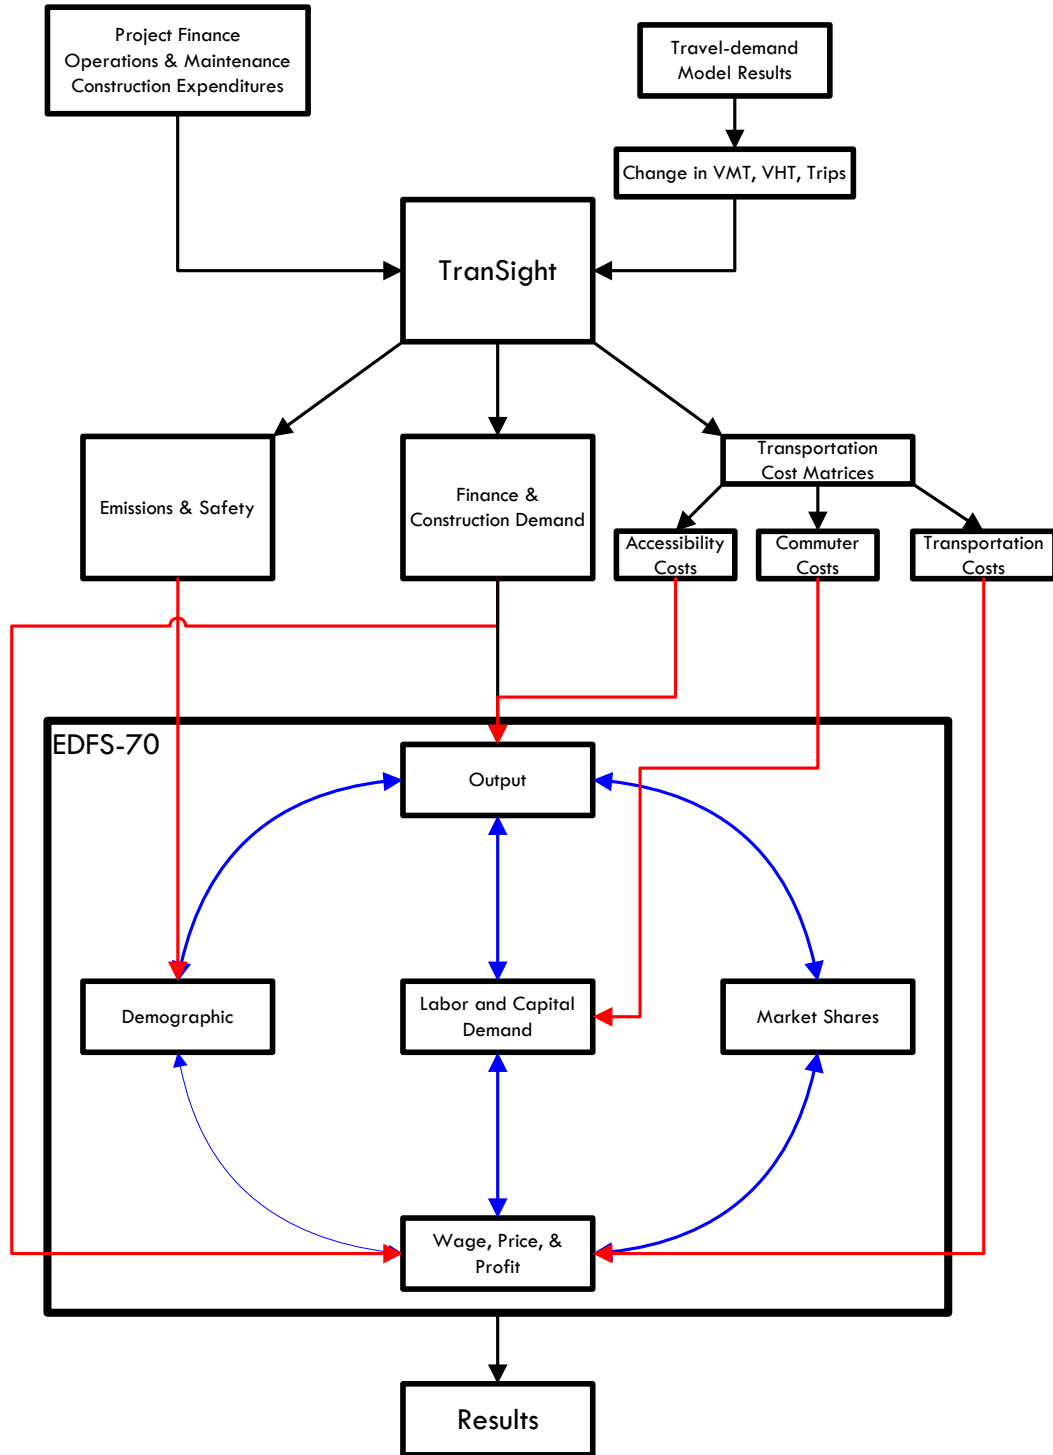 Project Finance
Operations & Maintenance
Construction Expenditures
Travel-demand
Model Results
Change in VMT, VHT, Trips
TranSight
Emissions & Safety
Finance &
Construction Demand
Transportation
Cost Matrices
Accessibility
Costs
Commuter
Costs
Transportation
Costs
EDFS-70
Output
Demographic
Labor and Capital
Demand
Market Shares
Wage, Price, &
Profit
Results